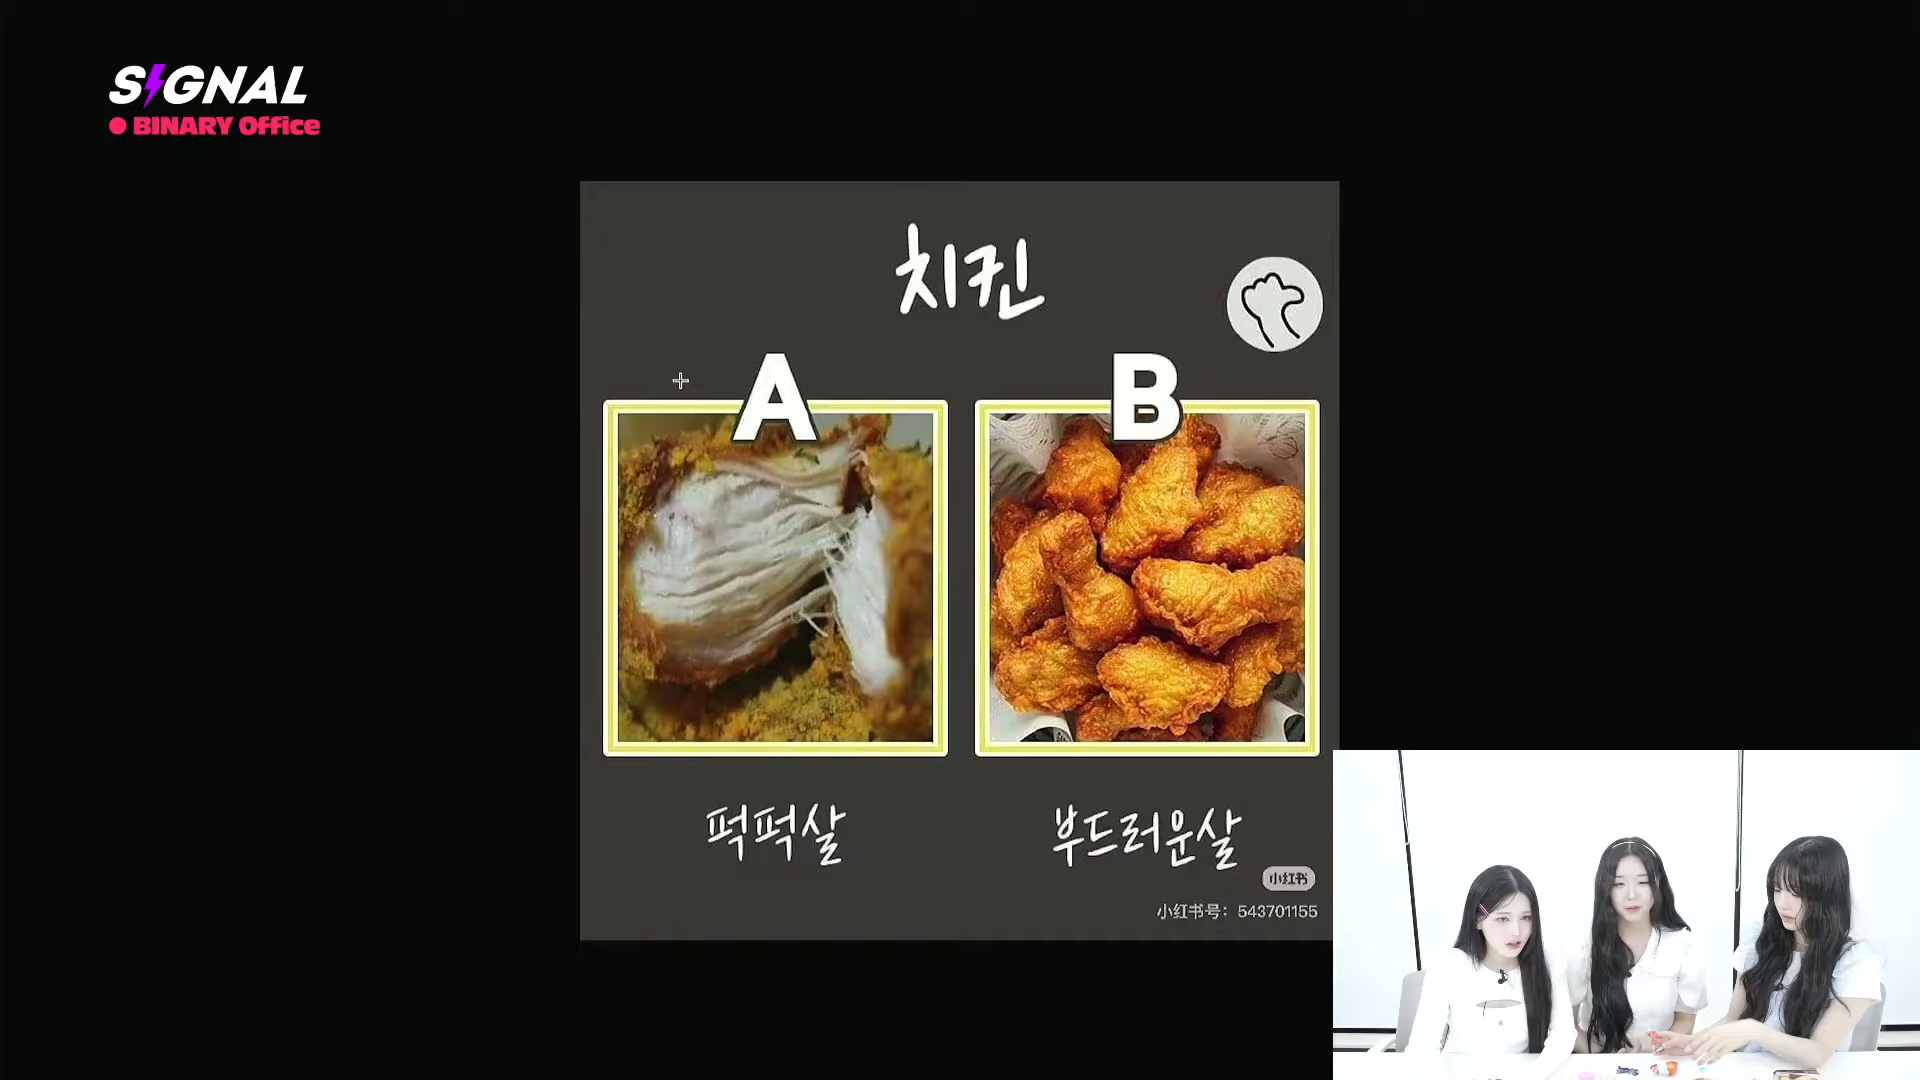 SIGNAL
BINARY Office
치킨
A
B
퍽퍽살
부드러운살
小红书
小红书号：543701155